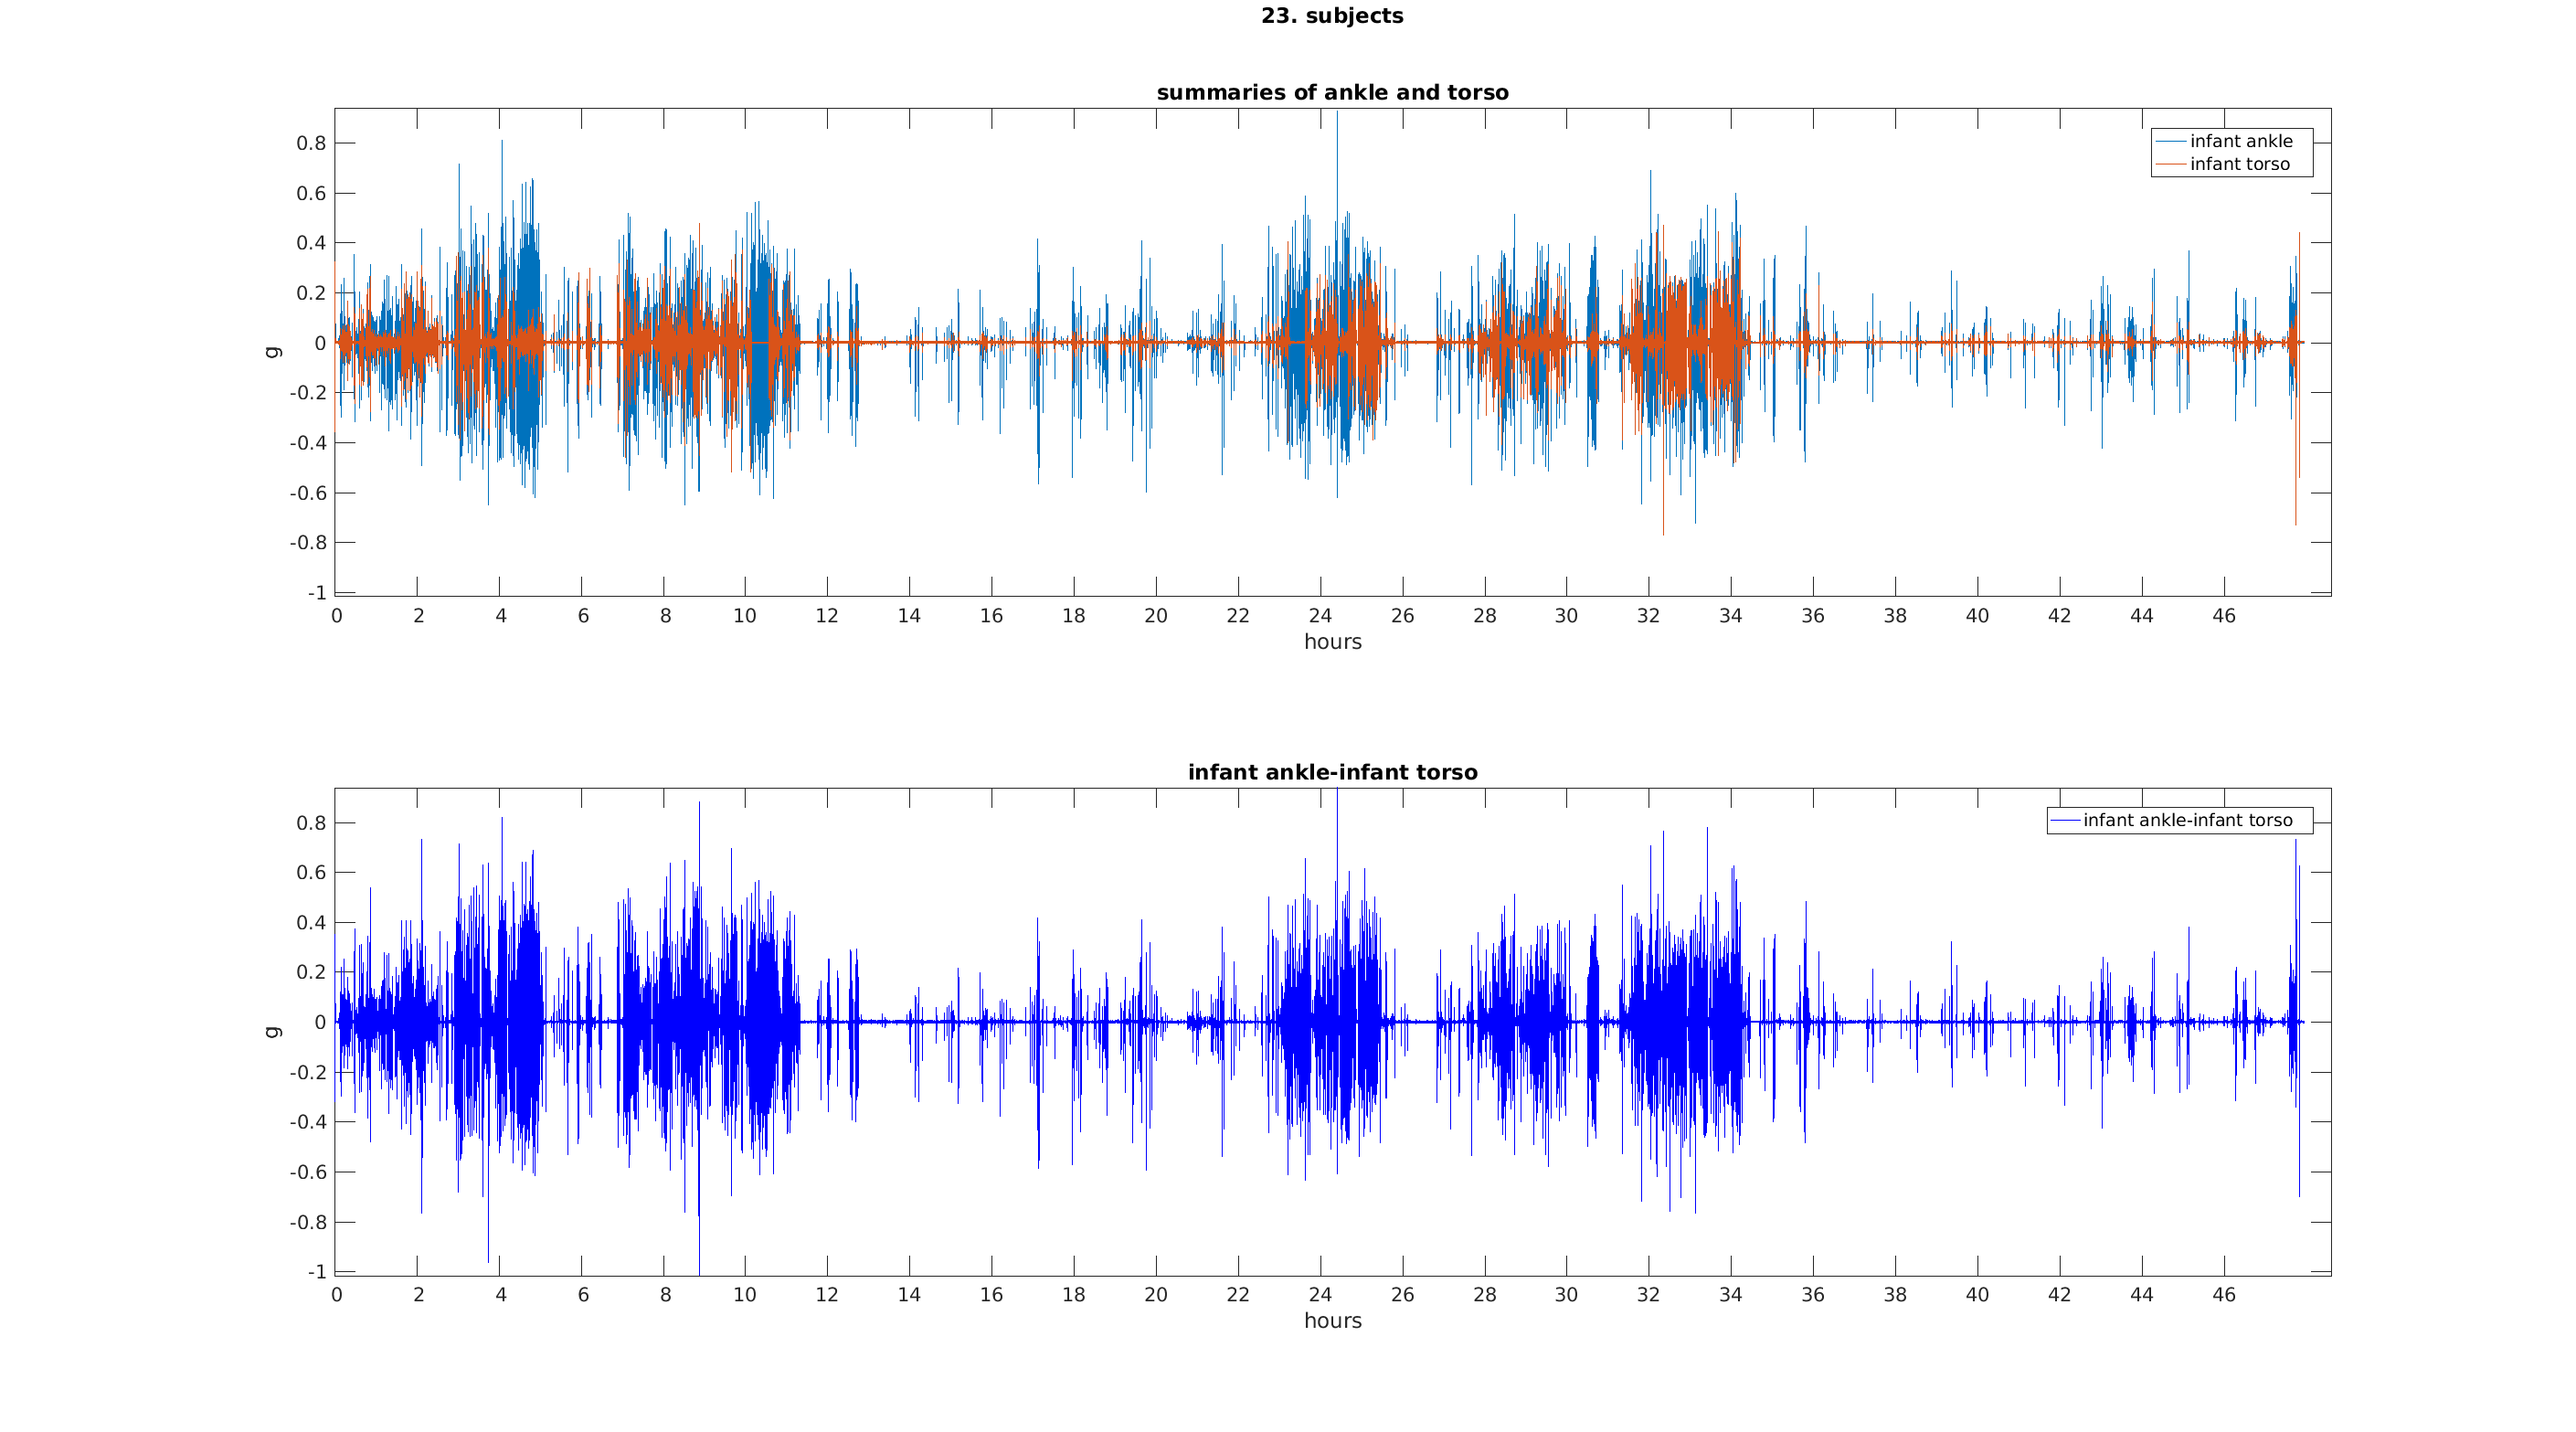 23. subjects
summaries of ankle and torso
infant ankle
infant torso
0.8
0.6
0.4
0.2
0
-0.2
-0.4
-0.6
-0.8
-1
g
0 2 4 6 8 10 12 14 16 18 20 22 24 26 28 30 32 34 36 38 40 42 44 46
hours
infant ankle-infant torso
infant ankle-infant torso
0.8
0.6
0.4
0.2
0
-0.2
-0.4
-0.6
-0.8
-1
g
0 2 4 6 8 10 12 14 16 18 20 22 24 26 28 30 32 34 36 38 40 42 44 46
hours